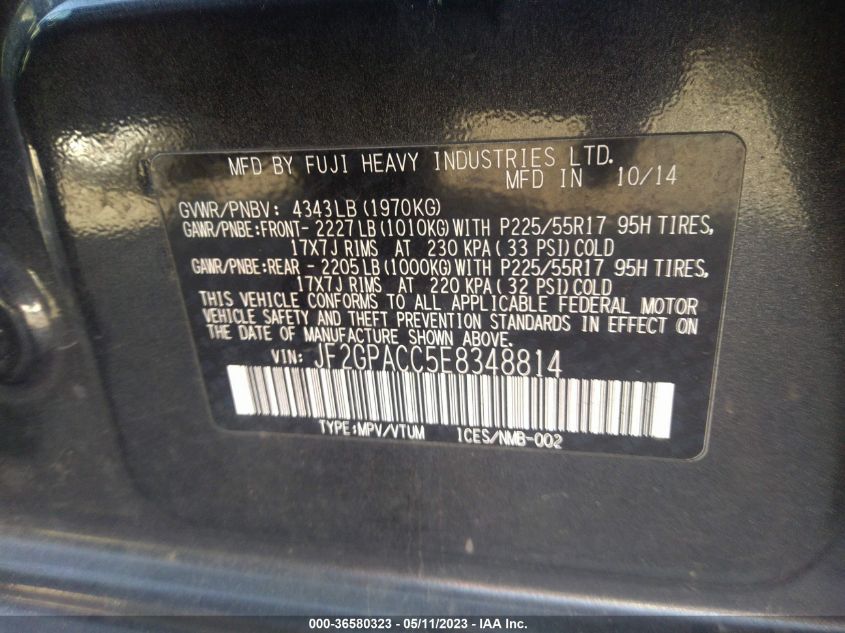 MFD BY FUJI HEAVY INDUSTRIES LTD.
MFD IN 10/14
GVWR/PNBV: 4343LB (1970KG)
GAWR/PNBE:FRONT- 2227 LB (1010KG) WITH P225/55R17 95H TIRES,
17X7J RIMS AT 230 KPA ( 33 PSI) COLD
GAWR/PNBE:REAR - 2205 LB (1000KG) WITH P225/55R17 95H TIRES,
17X7J RIMS AT 220 KPA ( 32 PSI) COLD
THIS VEHICLE CONFORMS TO ALL APPLICABLE FEDERAL MOTOR
VEHICLE SAFETY AND THEFT PREVENTION STANDARDS IN EFFECT ON
THE DATE OF MANUFACTURE SHOWN ABOVE.
VIN: JF2GPACC5E8348814
TYPE:MPV/VTUM ICES/NMB-002
000-36580323 - 05/11/2023 - IAA Inc.